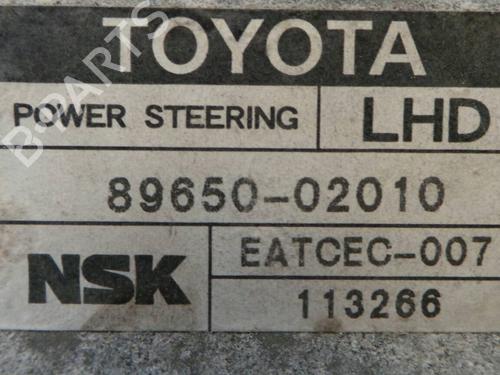 TOYOTA
POWER STEERING LHD
89650-02010
NSK EATCEC-007
113266
B-PARTS